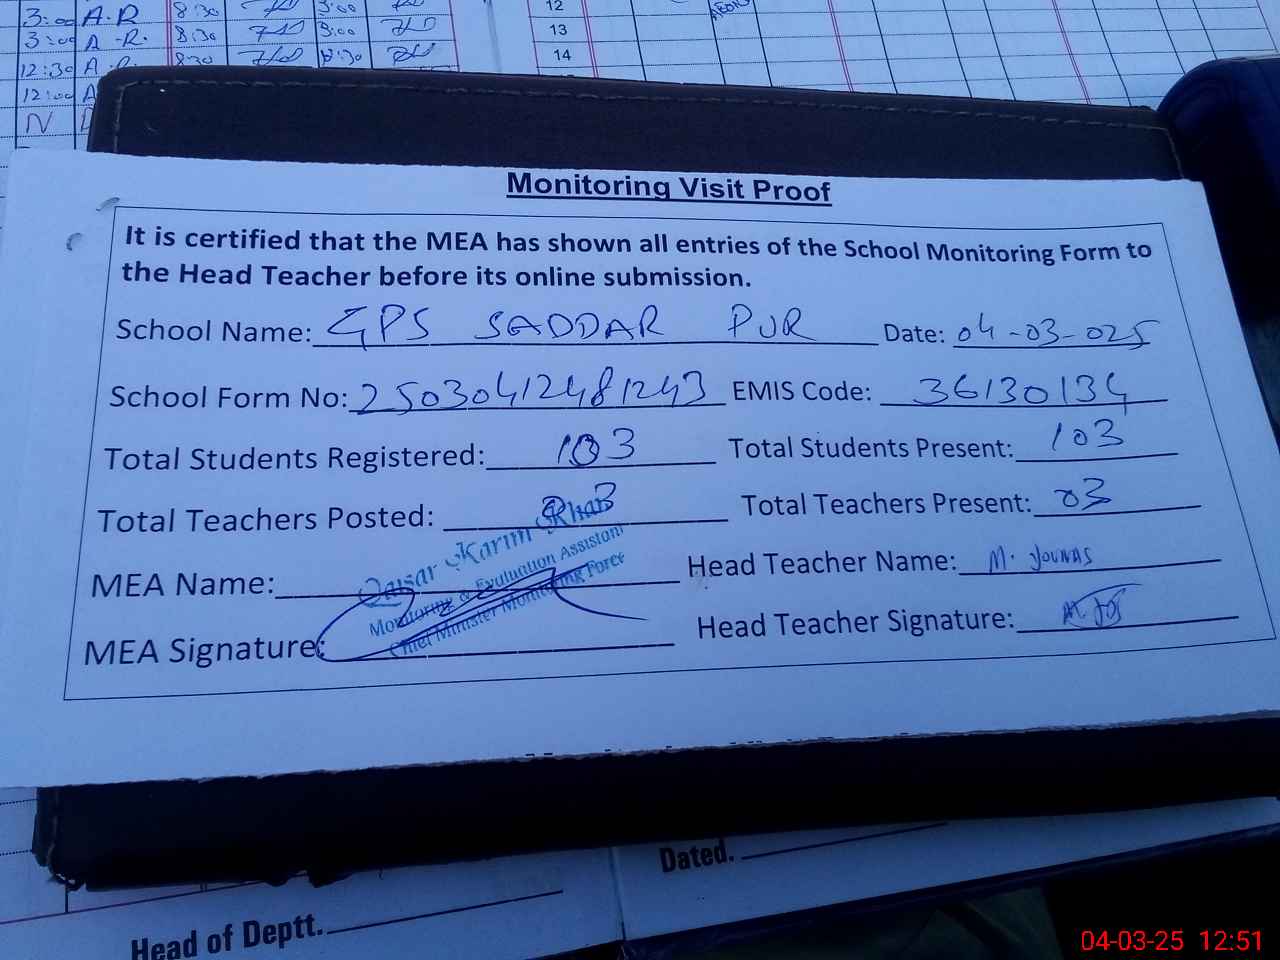 3:00 A.R 8:30 3:00 12
3:00 A.R. 8:30 3:00 13
12:30 A.R. 8:30 12:30 14
12:00 A
N
Monitoring Visit Proof
It is certified that the MEA has shown all entries of the School Monitoring Form to
the Head Teacher before its online submission.
School Name: GPS SADDAR PUR Date: 04-03-025
School Form No: 25030412481243 EMIS Code: 36130134
Total Students Registered: 103 Total Students Present: 103
Total Teachers Posted: 03 Total Teachers Present: 03
MEA Name: Qaisar Karim Head Teacher Name: M. YOUNAS
Monitoring & Evaluation Assistant
Chief Minister Monitoring Force
MEA Signature: Head Teacher Signature:
Dated.
Head of Deptt.
04-03-25 12:51